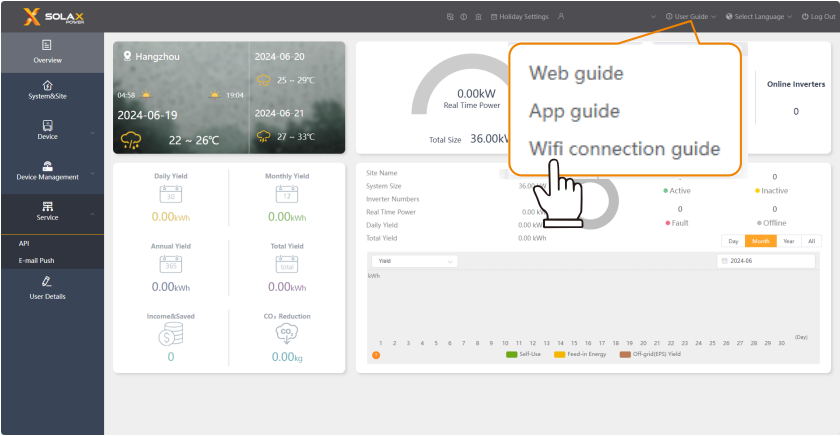 SOLAX
POWER
Holiday Settings
User Guide
Select Language
Log Out
Overview
System&Site
Device
Device Management
Service
API
E-mail Push
User Details
Hangzhou
04:58
19:04
2024-06-19
22 ~ 26℃
2024-06-20
25 ~ 29℃
2024-06-21
27 ~ 33℃
0.00kW
Real Time Power
Total Size 36.00kW
Web guide
App guide
Wifi connection guide
Online Inverters
0
Daily Yield
30
0.00kWh
Monthly Yield
12
0.00kWh
Annual Yield
365
0.00kWh
Total Yield
total
0.00kWh
Income&Saved
0
CO₂ Reduction
CO₂
0.00kg
Site Name
System Size
36.00 kW
Inverter Numbers
Real Time Power
0.00 kW
Daily Yield
0.00 kWh
Total Yield
0.00 kWh
0
Active
0
Inactive
0
Fault
0
Offline
Day Month Year All
Yield
2024-06
kWh
1 2 3 4 5 6 7 8 9 10 11 12 13 14 15 16 17 18 19 20 21 22 23 24 25 26 27 28 29 30
(Day)
Self-Use Feed-in Energy Off-grid(EPS) Yield